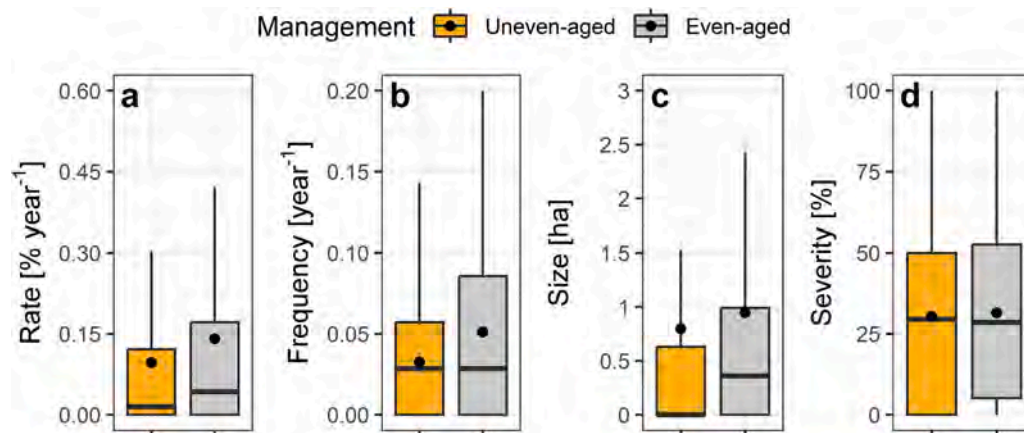 Management Uneven-aged Even-aged
a
Rate [% year⁻¹]
0.60
0.45
0.30
0.15
0.00
b
Frequency [year⁻¹]
0.20
0.15
0.10
0.05
0.00
c
Size [ha]
3
2.5
2
1.5
1
0.5
0
d
Severity [%]
100
75
50
25
0